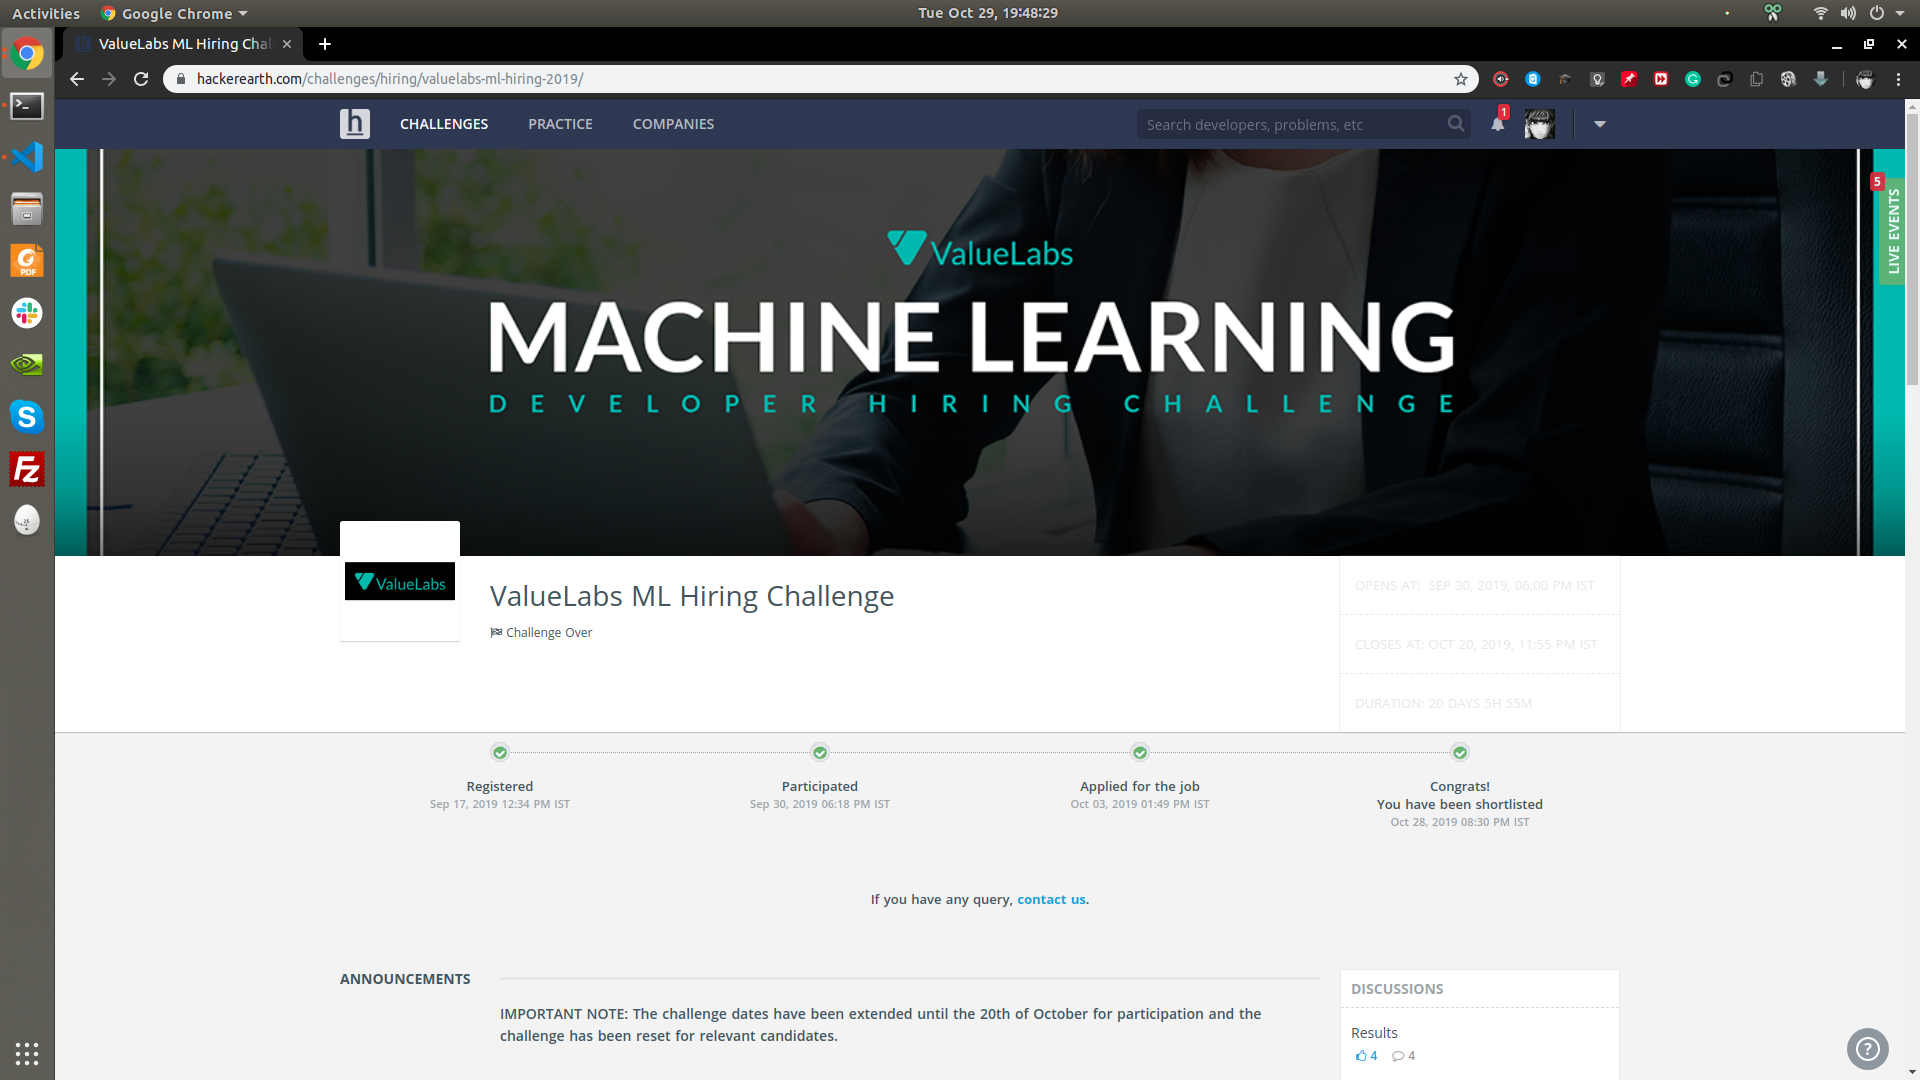 Activities
Google Chrome
Tue Oct 29, 19:48:29
ValueLabs ML Hiring Chal
hackerearth.com/challenges/hiring/valuelabs-ml-hiring-2019/
h
CHALLENGES
PRACTICE
COMPANIES
Search developers, problems, etc
1
5
LIVE EVENTS
ValueLabs
MACHINE LEARNING
DEVELOPER HIRING CHALLENGE
ValueLabs
ValueLabs ML Hiring Challenge
Challenge Over
OPENS AT: SEP 30, 2019, 06:00 PM IST
CLOSES AT: OCT 20, 2019, 11:55 PM IST
DURATION: 20 DAYS 5H 55M
Registered
Sep 17, 2019 12:34 PM IST
Participated
Sep 30, 2019 06:18 PM IST
Applied for the job
Oct 03, 2019 01:49 PM IST
Congrats!
You have been shortlisted
Oct 28, 2019 08:30 PM IST
If you have any query, contact us.
ANNOUNCEMENTS
IMPORTANT NOTE: The challenge dates have been extended until the 20th of October for participation and the
challenge has been reset for relevant candidates.
DISCUSSIONS
Results
4
4
PDF
S
FZ
?